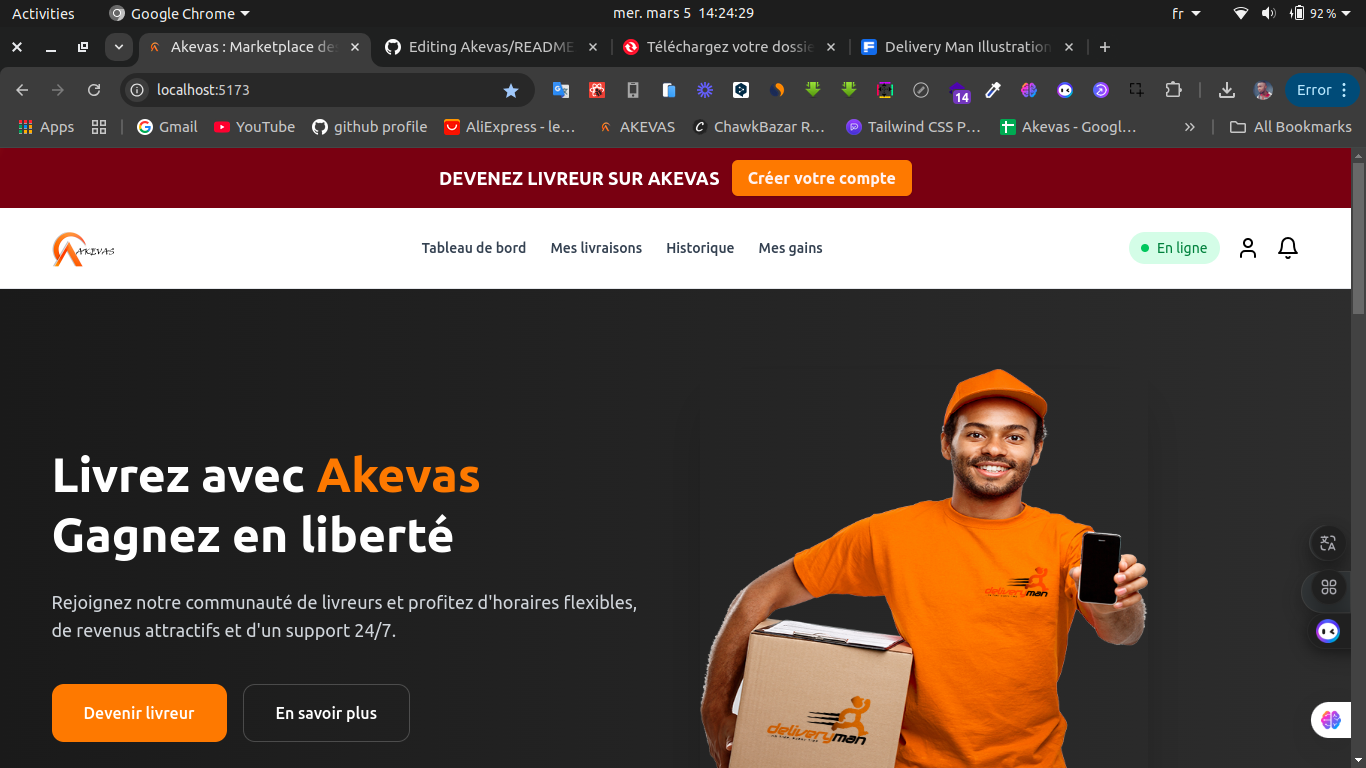 Activities
Google Chrome
mer. mars 5 14:24:29
fr
92 %
Akevas : Marketplace de
Editing Akevas/README
Téléchargez votre dossie
Delivery Man Illustration
localhost:5173
14
Error
Apps
Gmail
YouTube
github profile
AliExpress - le…
AKEVAS
ChawkBazar R…
Tailwind CSS P…
Akevas - Googl…
»
All Bookmarks
DEVENEZ LIVREUR SUR AKEVAS
Créer votre compte
AKEVAS
Tableau de bord
Mes livraisons
Historique
Mes gains
En ligne
Livrez avec Akevas
Gagnez en liberté
Rejoignez notre communauté de livreurs et profitez d'horaires flexibles,
de revenus attractifs et d'un support 24/7.
Devenir livreur
En savoir plus
deliveryman
deliveryman